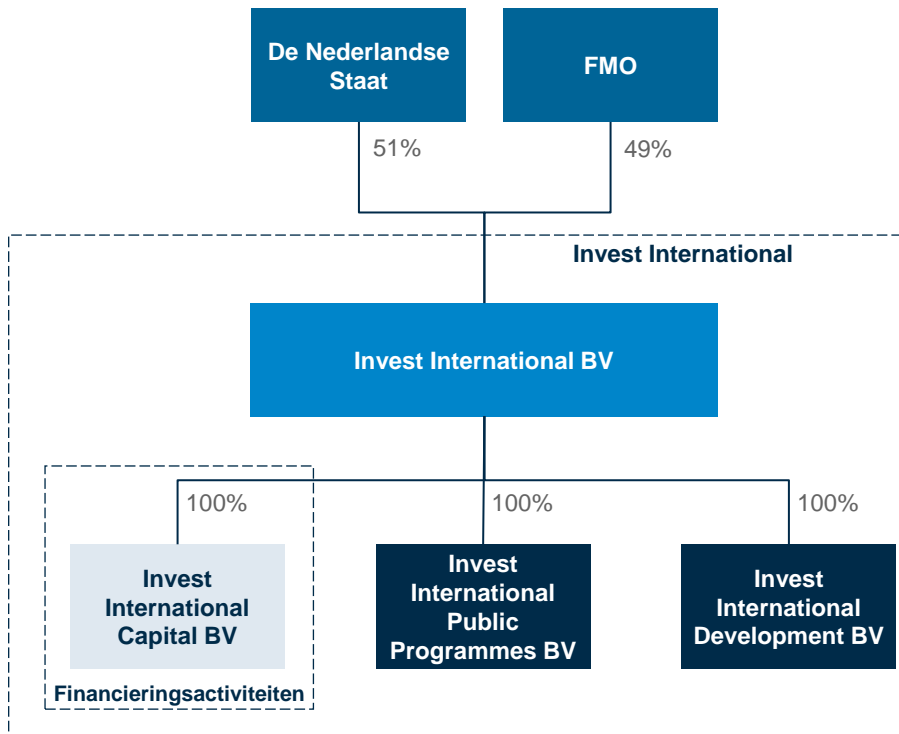 De Nederlandse
Staat
FMO
51%
49%
Invest International
Invest International BV
100%
100%
100%
Invest
International
Capital BV
Invest
International
Public
Programmes BV
Invest
International
Development BV
Financieringsactiviteiten